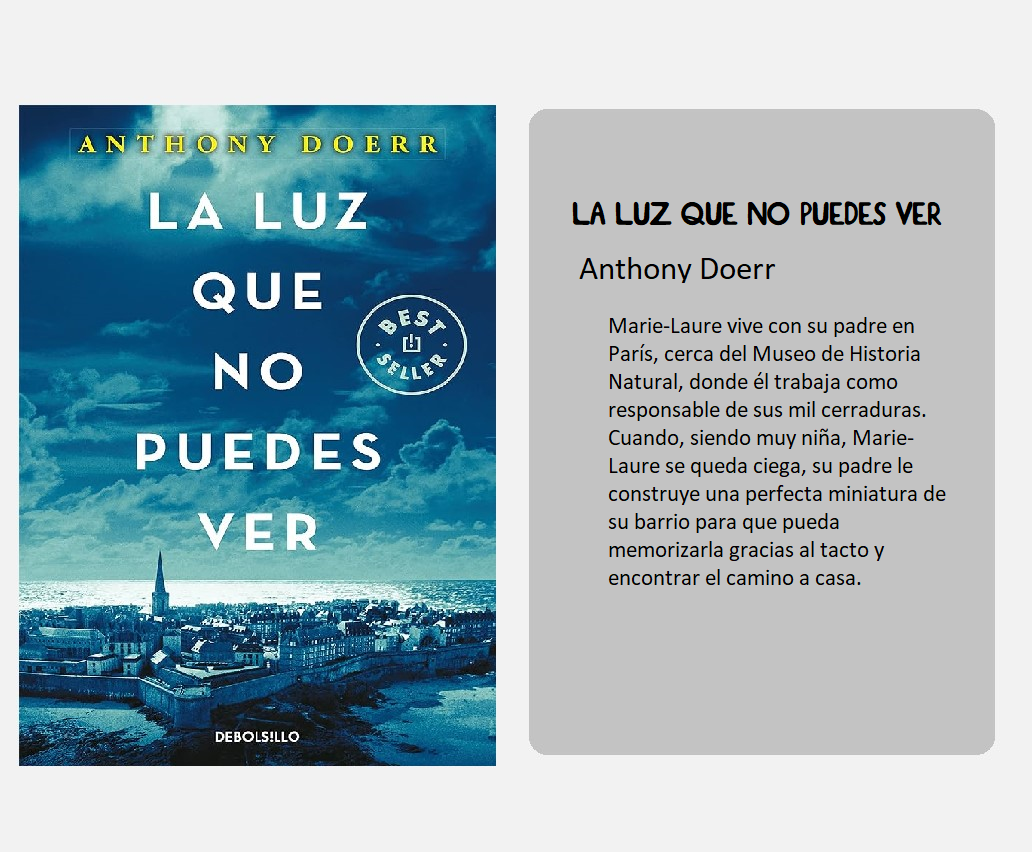 ANTHONY DOERR
LA LUZ
QUE
NO
PUEDES
VER
BEST
SELLER
DEBOLS!LLO
LA LUZ QUE NO PUEDES VER
Anthony Doerr
Marie-Laure vive con su padre en
París, cerca del Museo de Historia
Natural, donde él trabaja como
responsable de sus mil cerraduras.
Cuando, siendo muy niña, Marie-
Laure se queda ciega, su padre le
construye una perfecta miniatura de
su barrio para que pueda
memorizarla gracias al tacto y
encontrar el camino a casa.